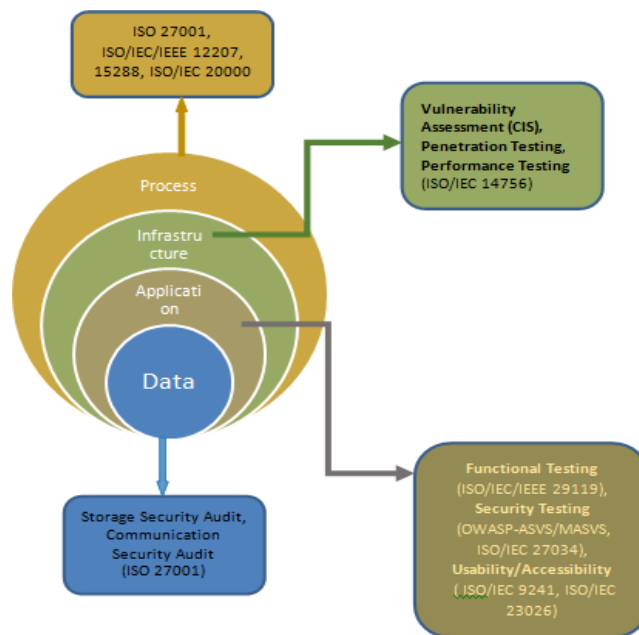 ISO 27001,
ISO/IEC/IEEE 12207,
15288, ISO/IEC 20000
Vulnerability
Assessment (CIS),
Penetration Testing,
Performance Testing
(ISO/IEC 14756)
Process
Infrastru
cture
Applicati
on
Data
Storage Security Audit,
Communication
Security Audit
(ISO 27001)
Functional Testing
(ISO/IEC/IEEE 29119),
Security Testing
(OWASP-ASVS/MASVS,
ISO/IEC 27034),
Usability/Accessibility
( ISO/IEC 9241, ISO/IEC
23026)